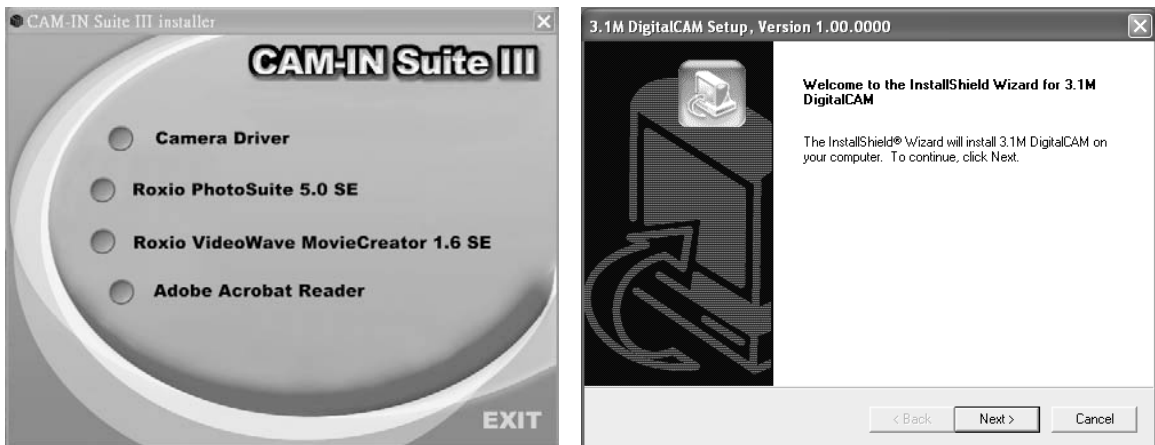 CAM-IN Suite III installer
CAM-IN Suite III
Camera Driver
Roxio PhotoSuite 5.0 SE
Roxio VideoWave MovieCreator 1.6 SE
Adobe Acrobat Reader
EXIT
3.1M DigitalCAM Setup, Version 1.00.0000
Welcome to the InstallShield Wizard for 3.1M
DigitalCAM
The InstallShield® Wizard will install 3.1M DigitalCAM on
your computer. To continue, click Next.
< Back
Next >
Cancel